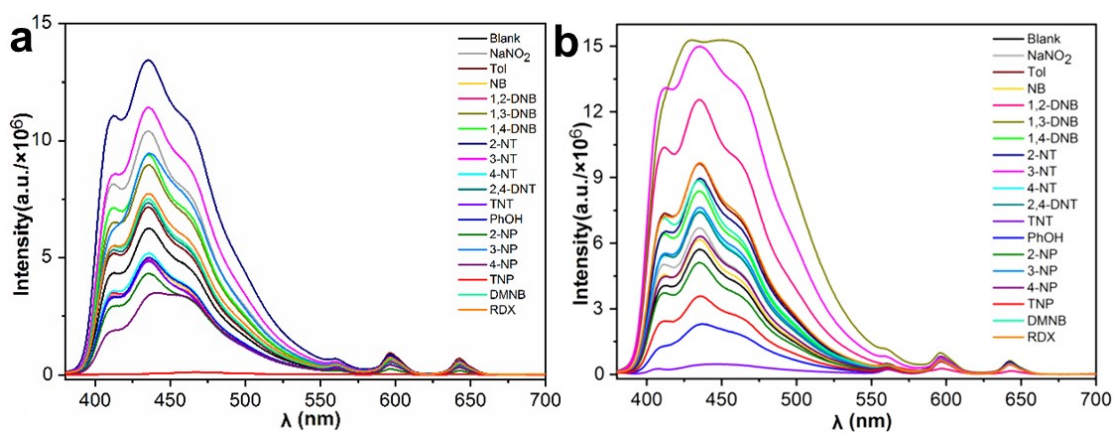 a
15
10
5
0
400 450 500 550 600 650 700
Intensity(a.u./×10⁶)
λ (nm)
Blank
NaNO₂
Tol
NB
1,2-DNB
1,3-DNB
1,4-DNB
2-NT
3-NT
4-NT
2,4-DNT
TNT
PhOH
2-NP
3-NP
4-NP
TNP
DMNB
RDX
b
15
12
9
6
3
0
400 450 500 550 600 650 700
Intensity(a.u./×10⁶)
λ (nm)
Blank
NaNO₂
Tol
NB
1,2-DNB
1,3-DNB
1,4-DNB
2-NT
3-NT
4-NT
2,4-DNT
TNT
PhOH
2-NP
3-NP
4-NP
TNP
DMNB
RDX